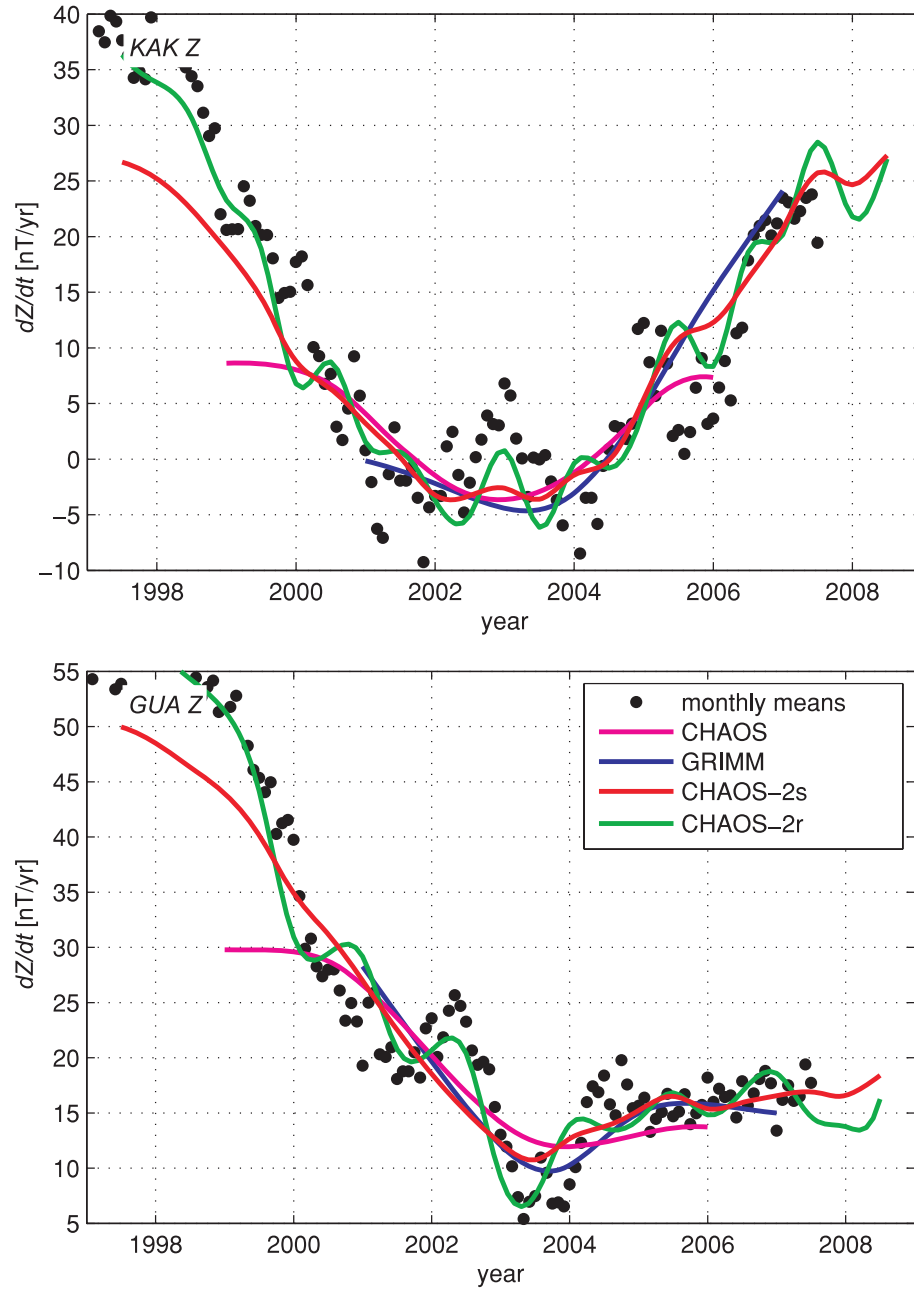 40
35
30
25
20
15
10
5
0
−5
−10
KAK Z
dZ/dt [nT/yr]
1998 2000 2002 2004 2006 2008
year
55
50
45
40
35
30
25
20
15
10
5
GUA Z
dZ/dt [nT/yr]
monthly means
CHAOS
GRIMM
CHAOS−2s
CHAOS−2r
1998 2000 2002 2004 2006 2008
year